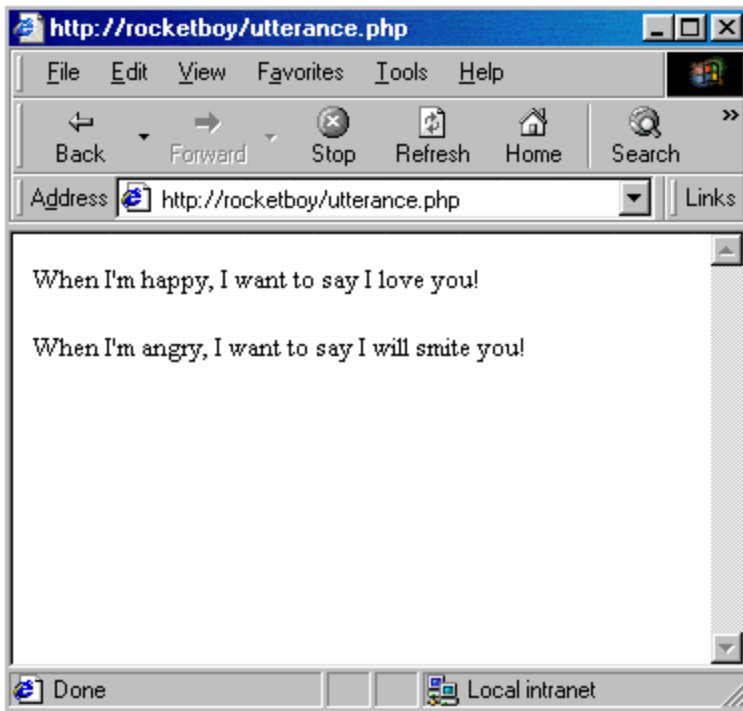 http://rocketboy/utterance.php
File Edit View Favorites Tools Help
Back Forward Stop Refresh Home Search »
Address http://rocketboy/utterance.php Links
When I'm happy, I want to say I love you!
When I'm angry, I want to say I will smite you!
Done Local intranet